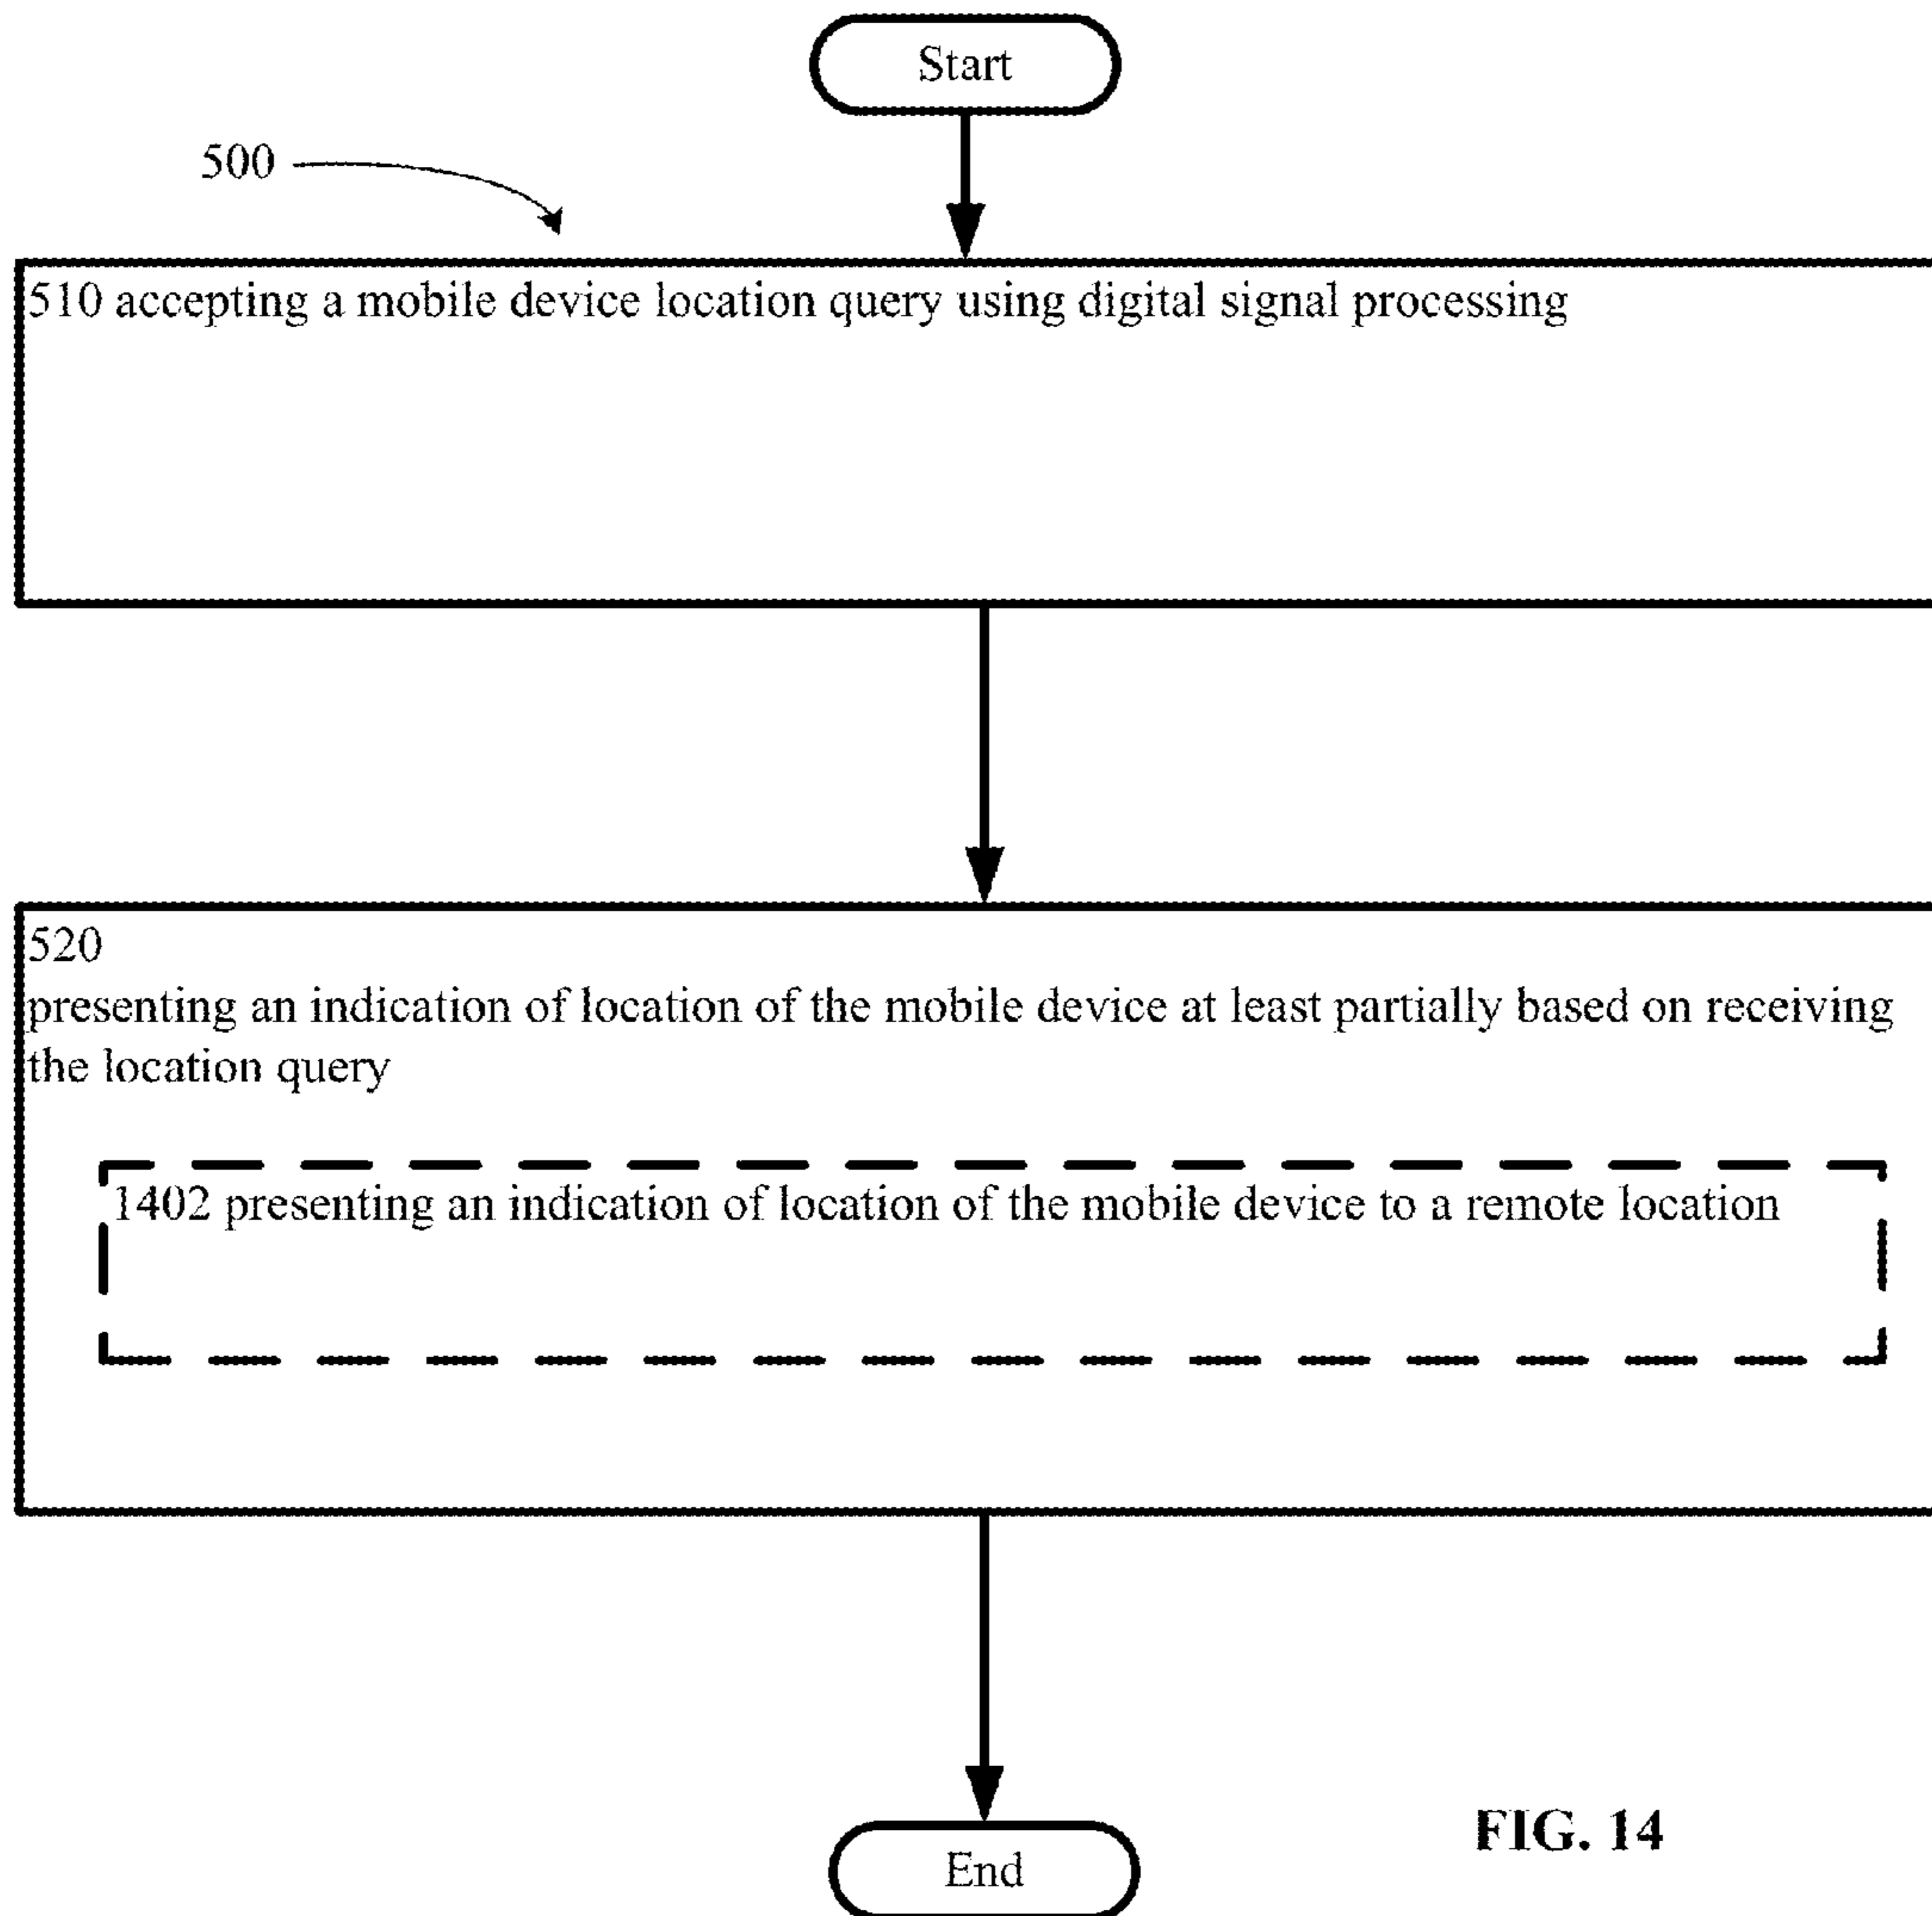 Start
500
510 accepting a mobile device location query using digital signal processing
520
presenting an indication of location of the mobile device at least partially based on receiving
the location query
1402 presenting an indication of location of the mobile device to a remote location
End
FIG. 14